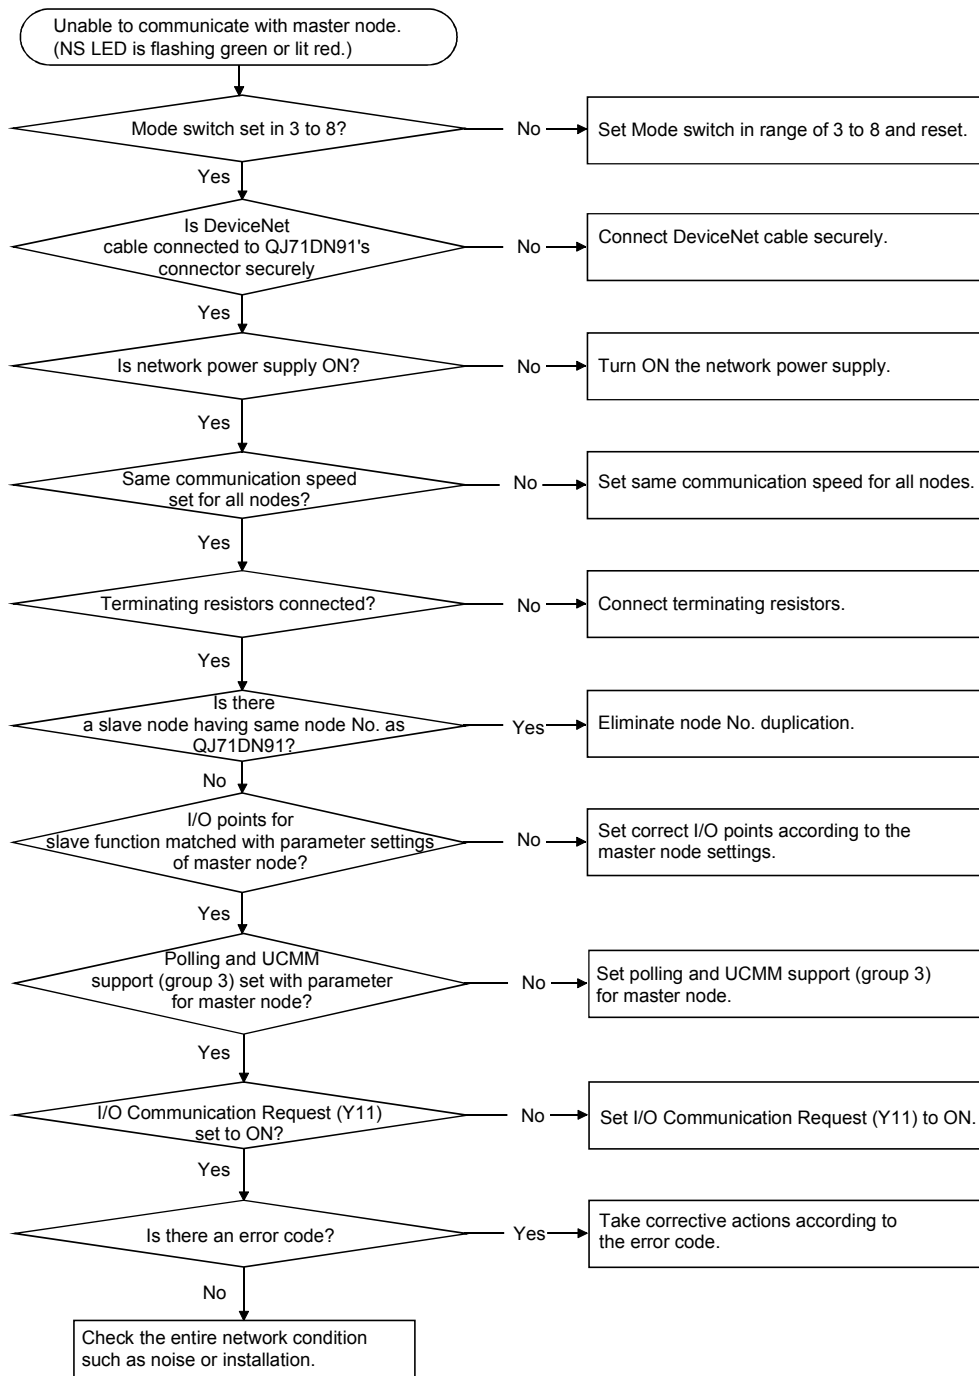 Unable to communicate with master node.
(NS LED is flashing green or lit red.)
Mode switch set in 3 to 8?
No
Set Mode switch in range of 3 to 8 and reset.
Yes
Is DeviceNet
cable connected to QJ71DN91's
connector securely
No
Connect DeviceNet cable securely.
Yes
Is network power supply ON?
No
Turn ON the network power supply.
Yes
Same communication speed
set for all nodes?
No
Set same communication speed for all nodes.
Yes
Terminating resistors connected?
No
Connect terminating resistors.
Yes
Is there
a slave node having same node No. as
QJ71DN91?
Yes
Eliminate node No. duplication.
No
I/O points for
slave function matched with parameter settings
of master node?
No
Set correct I/O points according to the
master node settings.
Yes
Polling and UCMM
support (group 3) set with parameter
for master node?
No
Set polling and UCMM support (group 3)
for master node.
Yes
I/O Communication Request (Y11)
set to ON?
No
Set I/O Communication Request (Y11) to ON.
Yes
Is there an error code?
Yes
Take corrective actions according to
the error code.
No
Check the entire network condition
such as noise or installation.